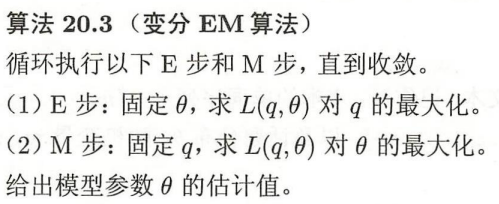 算法 20.3 （变分 EM 算法）
循环执行以下 E 步和 M 步，直到收敛。
（1）E 步：固定 θ，求 L(q, θ) 对 q 的最大化。
（2）M 步：固定 q，求 L(q, θ) 对 θ 的最大化。
给出模型参数 θ 的估计值。